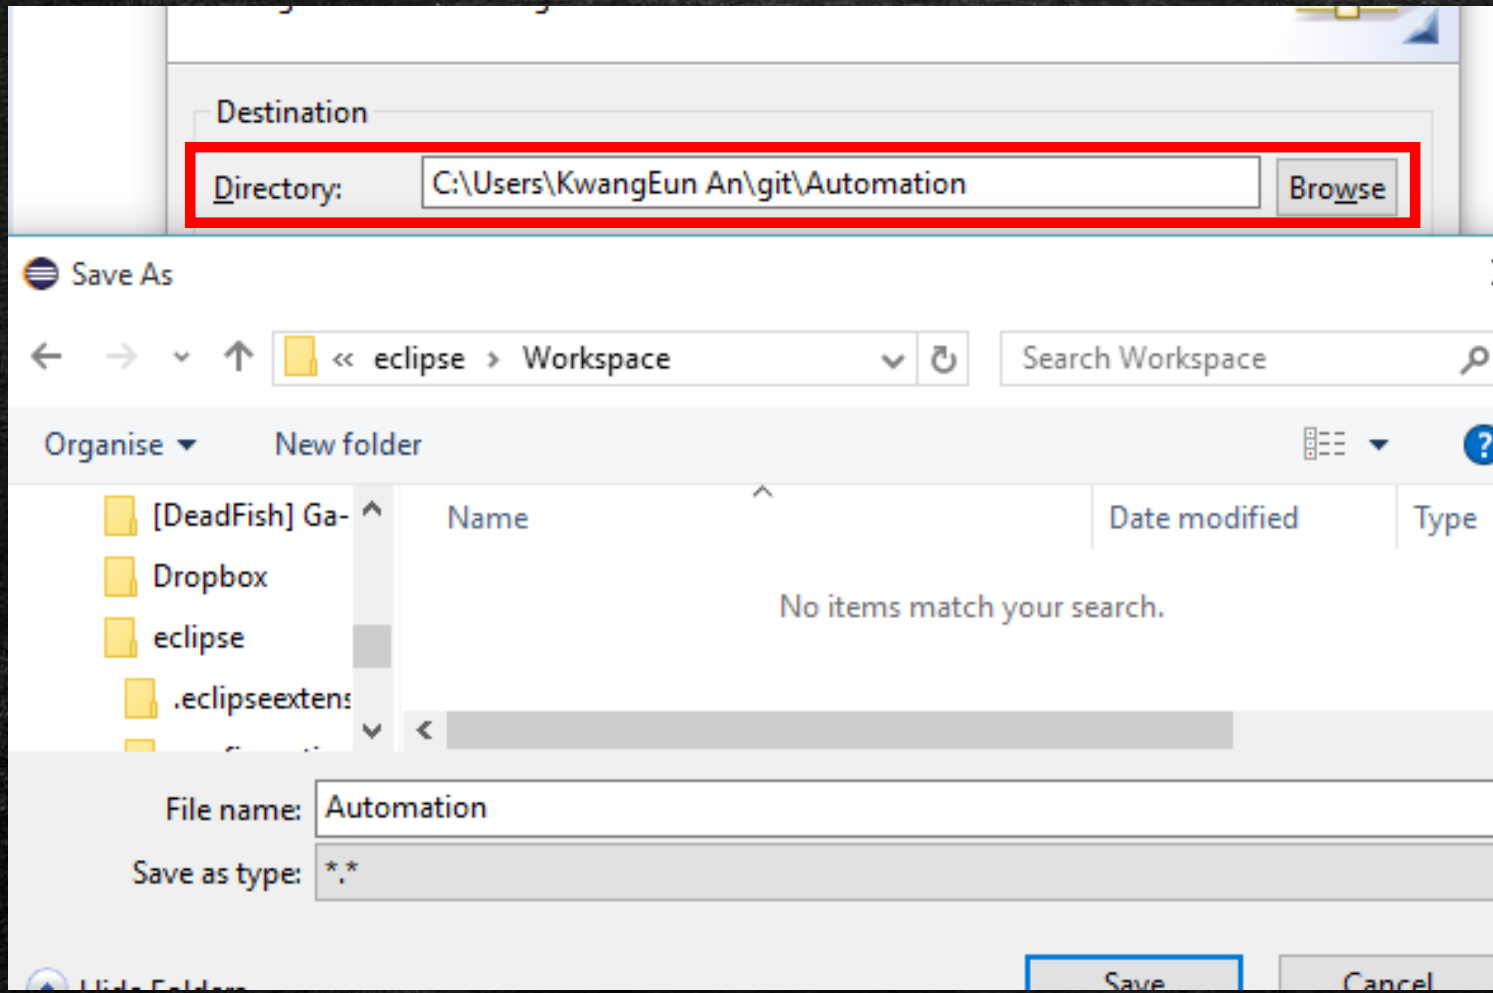 Destination
Directory: C:\Users\KwangEun An\git\Automation Browse
Save As
« eclipse > Workspace Search Workspace
Organise New folder
[DeadFish] Ga- Name Date modified Type
Dropbox
No items match your search.
eclipse
.eclipseextens
File name: Automation
Save as type: *.*
Hide Folders Save Cancel